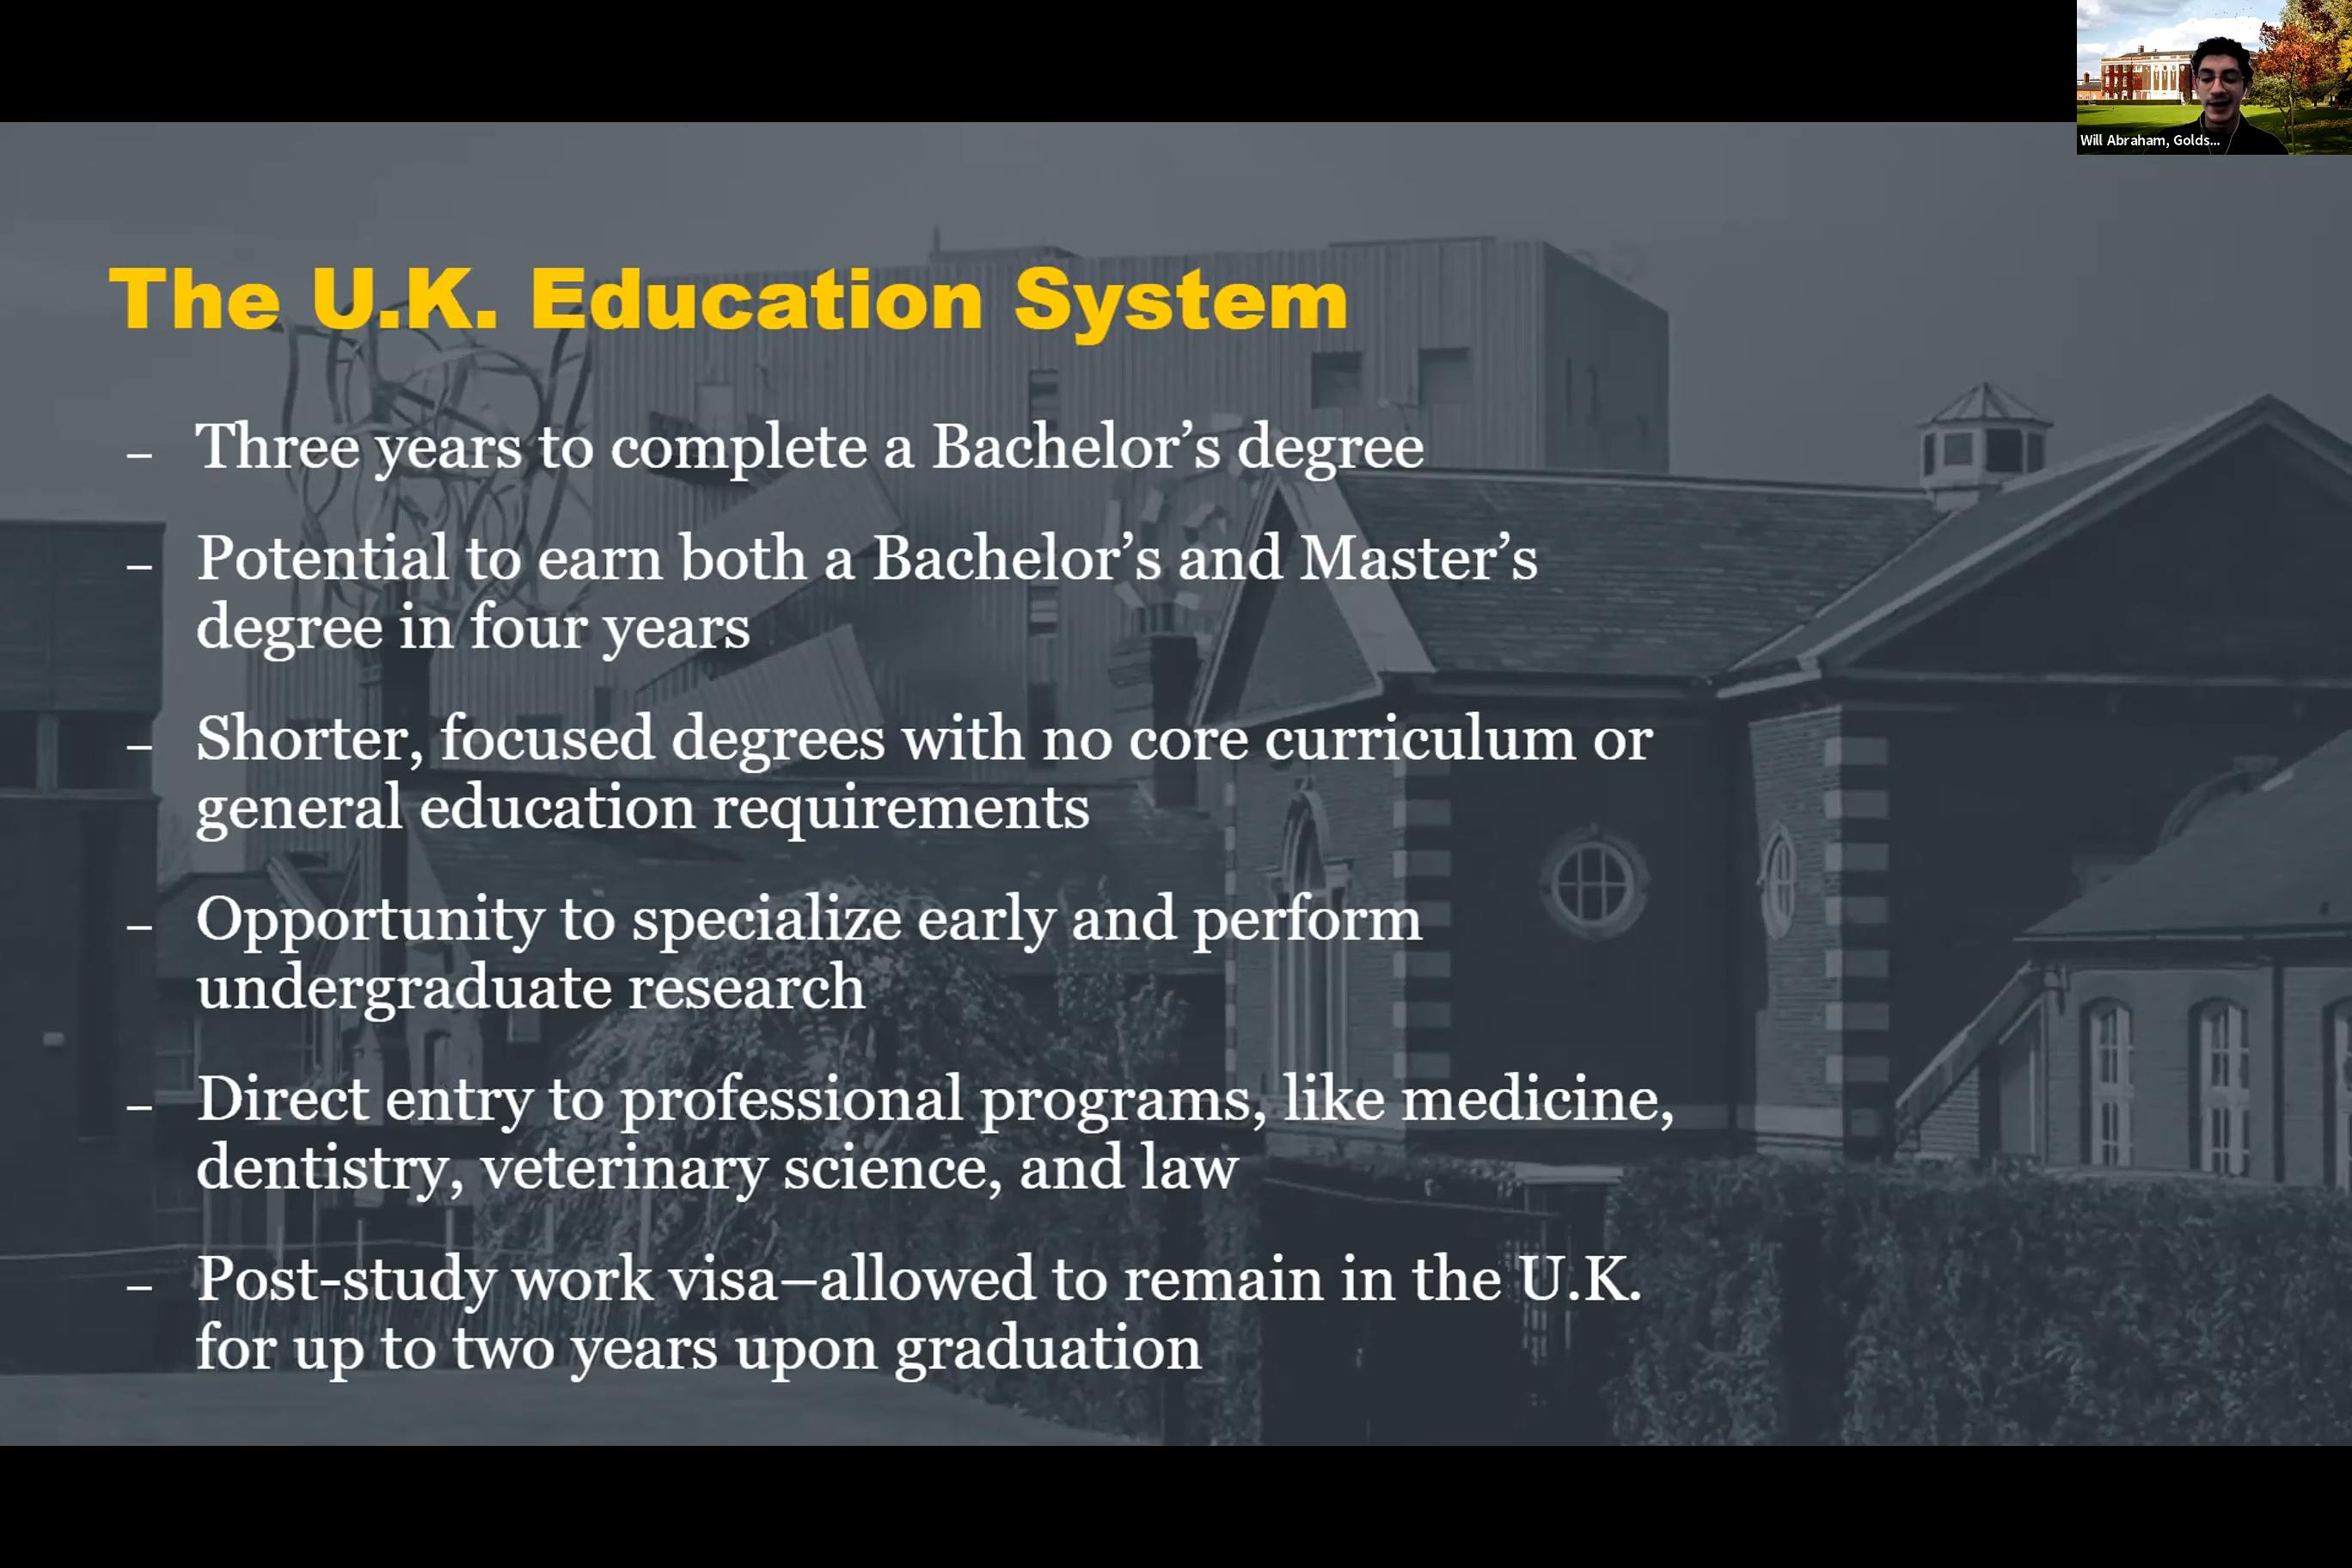 Will Abraham, Golds...
The U.K. Education System
– Three years to complete a Bachelor’s degree
– Potential to earn both a Bachelor’s and Master’s
degree in four years
– Shorter, focused degrees with no core curriculum or
general education requirements
– Opportunity to specialize early and perform
undergraduate research
– Direct entry to professional programs, like medicine,
dentistry, veterinary science, and law
– Post-study work visa—allowed to remain in the U.K.
for up to two years upon graduation